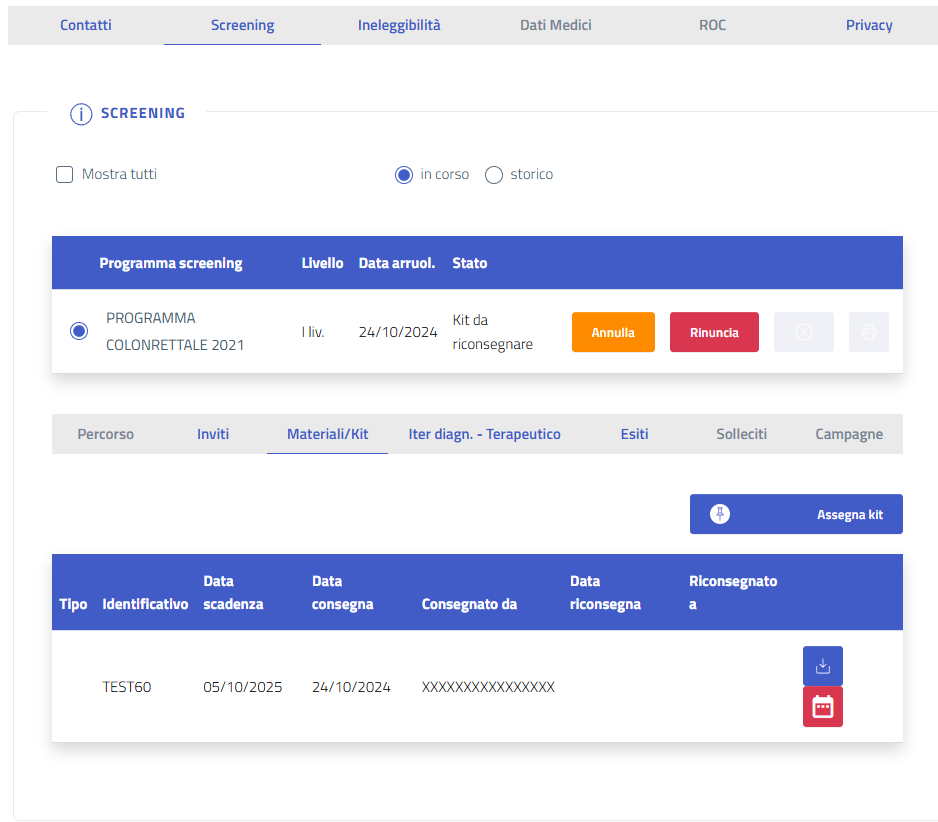 Contatti Screening Ineleggibilità Dati Medici ROC Privacy
SCREENING
Mostra tutti in corso storico
Programma screening Livello Data arruol. Stato
PROGRAMMA
COLONRETTALE 2021
I liv. 24/10/2024
Kit da
riconsegnare
Annulla Rinuncia
Percorso Inviti Materiali/Kit Iter diagn. - Terapeutico Esiti Solleciti Campagne
Assegna kit
Tipo Identificativo
Data
scadenza
Data
consegna
Consegnato da
Data
riconsegna
Riconsegnato
a
TEST60 05/10/2025 24/10/2024 XXXXXXXXXXXXXXXX